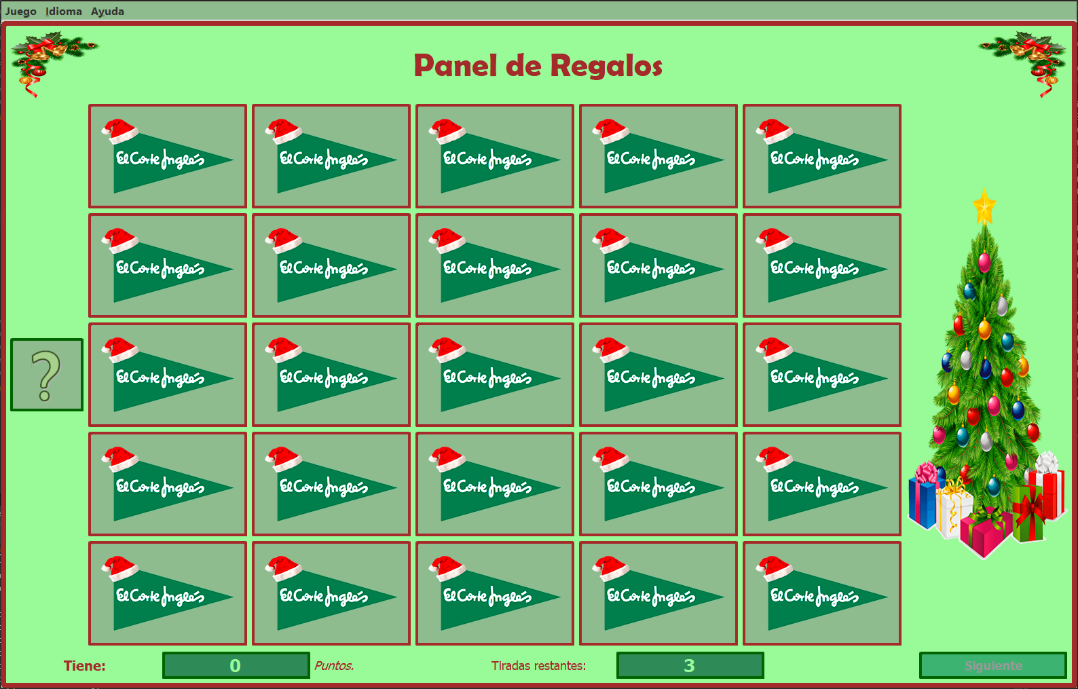 Juego Idioma Ayuda
Panel de Regalos
El Corte Inglés El Corte Inglés El Corte Inglés El Corte Inglés El Corte Inglés
El Corte Inglés El Corte Inglés El Corte Inglés El Corte Inglés El Corte Inglés
? El Corte Inglés El Corte Inglés El Corte Inglés El Corte Inglés El Corte Inglés
El Corte Inglés El Corte Inglés El Corte Inglés El Corte Inglés El Corte Inglés
El Corte Inglés El Corte Inglés El Corte Inglés El Corte Inglés El Corte Inglés
Tiene: 0 Puntos. Tiradas restantes: 3 Siguiente